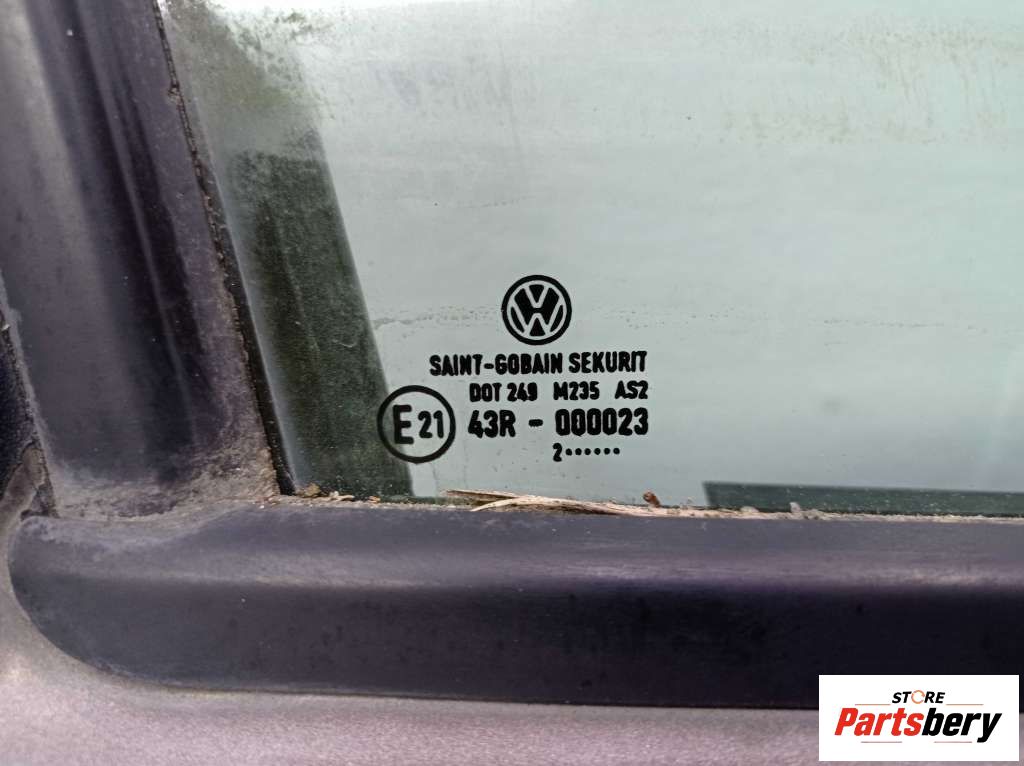 SAINT-GOBAIN SEKURIT
DOT 249 M235 AS2
E21 43R - 000023
2••••••
STORE
Partsbery